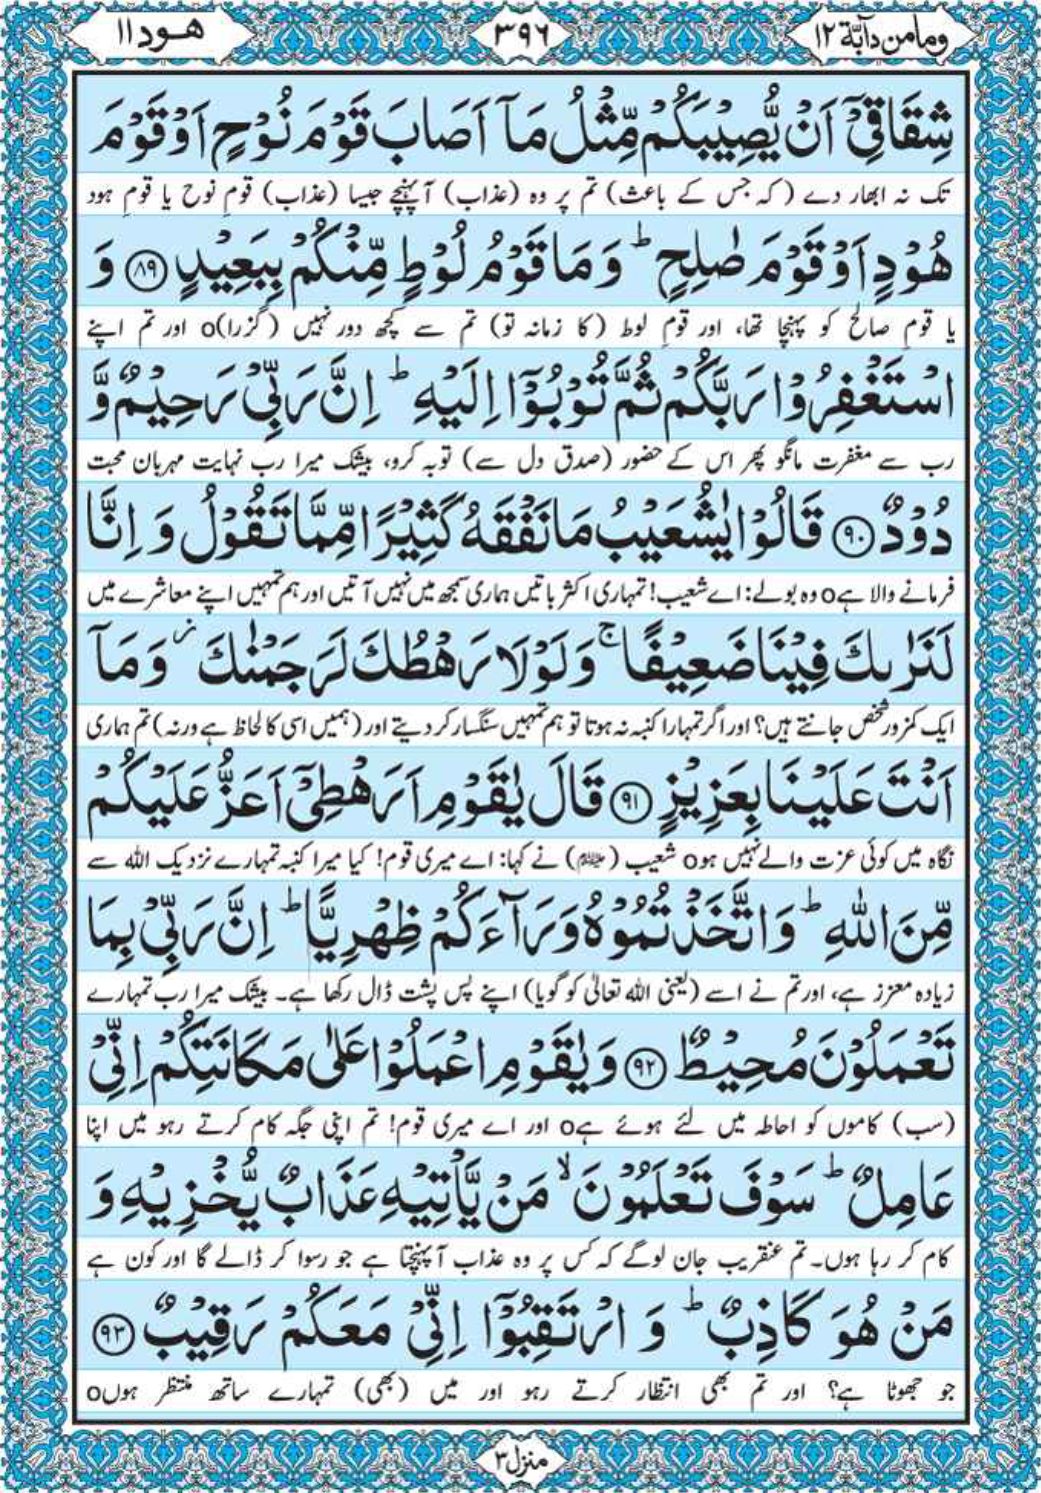 وما من دآبّة ۱۲
۳۹٦
هود ۱۱
شِقَاقِیْۤ اَنْ یُّصِیْبَكُمْ مِّثْلُ مَاۤ اَصَابَ قَوْمَ نُوْحٍ اَوْ قَوْمَ
تک نہ ابھار دے (کہ جس کے باعث) تم پر وہ (عذاب) آ پہنچے جیسا (عذاب) قومِ نوح یا قومِ ہود
هُوْدٍ اَوْ قَوْمَ صٰلِحٍ ؕ وَ مَا قَوْمُ لُوْطٍ مِّنْكُمْ بِبَعِیْدٍ ﴿۸۹﴾ وَ
یا قومِ صالح کو پہنچا تھا، اور قومِ لوط (کا زمانہ تو) تم سے کچھ دور نہیں (گزرا)o اور تم اپنے
اسْتَغْفِرُوْا رَبَّكُمْ ثُمَّ تُوْبُوْۤا اِلَیْهِ ؕ اِنَّ رَبِّیْ رَحِیْمٌ وَّ
رب سے مغفرت مانگو پھر اس کے حضور (صدق دل سے) توبہ کرو، بیشک میرا رب نہایت مہربان محبت
دُوْدٌ ﴿۹۰﴾ قَالُوْا یٰشُعَیْبُ مَا نَفْقَهُ كَثِیْرًا مِّمَّا تَقُوْلُ وَ اِنَّا
فرمانے والا ہےo وہ بولے: اے شعیب! تمہاری اکثر باتیں ہماری سمجھ میں نہیں آتیں اور ہم تمہیں اپنے معاشرے میں
لَنَرٰىكَ فِیْنَا ضَعِیْفًا ۚ وَ لَوْ لَا رَهْطُكَ لَرَجَمْنٰكَ ؗ وَ مَاۤ
ایک کمزور شخص جانتے ہیں؟ اور اگر تمہارا کنبہ نہ ہوتا تو ہم تمہیں سنگسار کر دیتے اور (ہمیں اسی کا لحاظ ہے ورنہ) تم ہماری
اَنْتَ عَلَیْنَا بِعَزِیْزٍ ﴿۹۱﴾ قَالَ یٰقَوْمِ اَرَهْطِیْۤ اَعَزُّ عَلَیْكُمْ
نگاہ میں کوئی عزت والے نہیں ہوo شعیب (علیہ السلام) نے کہا: اے میری قوم! کیا میرا کنبہ تمہارے نزدیک اللہ سے
مِّنَ اللّٰهِ ؕ وَ اتَّخَذْتُمُوْهُ وَرَآءَكُمْ ظِهْرِیًّا ؕ اِنَّ رَبِّیْ بِمَا
زیادہ معزز ہے، اور تم نے اسے (یعنی اللہ تعالیٰ کو گویا) اپنے پس پشت ڈال رکھا ہے۔ بیشک میرا رب تمہارے
تَعْمَلُوْنَ مُحِیْطٌ ﴿۹۲﴾ وَ یٰقَوْمِ اعْمَلُوْا عَلٰی مَكَانَتِكُمْ اِنِّیْ
(سب) کاموں کو احاطہ میں لئے ہوئے ہےo اور اے میری قوم! تم اپنی جگہ کام کرتے رہو میں اپنا
عَامِلٌ ؕ سَوْفَ تَعْلَمُوْنَ ۙ مَنْ یَّاْتِیْهِ عَذَابٌ یُّخْزِیْهِ وَ
کام کر رہا ہوں۔ تم عنقریب جان لوگے کہ کس پر وہ عذاب آ پہنچتا ہے جو رسوا کر ڈالے گا اور کون ہے
مَنْ هُوَ كَاذِبٌ ؕ وَ ارْتَقِبُوْۤا اِنِّیْ مَعَكُمْ رَقِیْبٌ ﴿۹۳﴾
جو جھوٹا ہے؟ اور تم بھی انتظار کرتے رہو اور میں (بھی) تمہارے ساتھ منتظر ہوںo
منزل ۳